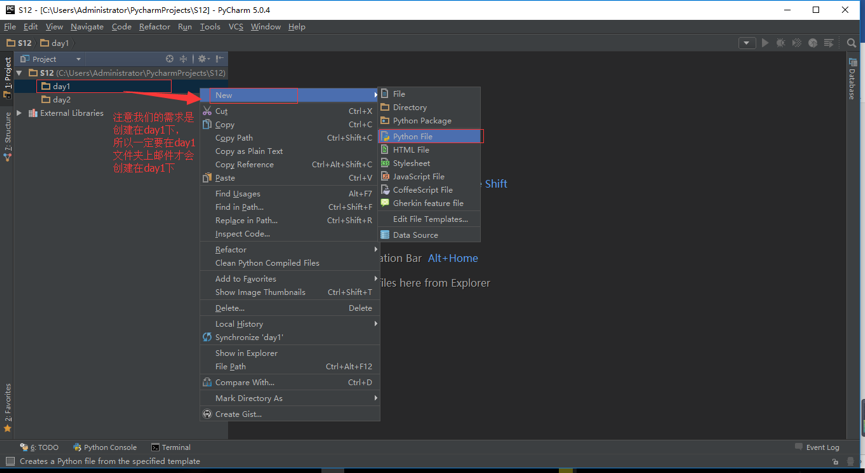 S12 - [C:\Users\Administrator\PycharmProjects\S12] - PyCharm 5.0.4
File Edit View Navigate Code Refactor Run Tools VCS Window Help
S12 day1
Project
S12 (C:\Users\Administrator\PycharmProjects\S12)
day1
day2
External Libraries
注意我们的需求是
创建在day1下，
所以一定要在day1
文件夹上邮件才会
创建在day1下
New
Cut Ctrl+X
Copy Ctrl+C
Copy Path Ctrl+Shift+C
Copy as Plain Text
Copy Reference Ctrl+Alt+Shift+C
Paste Ctrl+V
Find Usages Alt+F7
Find in Path... Ctrl+Shift+F
Replace in Path... Ctrl+Shift+R
Inspect Code...
Refactor
Clean Python Compiled Files
Add to Favorites
Show Image Thumbnails Ctrl+Shift+T
Delete... Delete
Local History
Synchronize 'day1'
Show in Explorer
File Path Ctrl+Alt+F12
Compare With... Ctrl+D
Mark Directory As
Create Gist...
File
Directory
Python Package
Python File
HTML File
Stylesheet
JavaScript File
CoffeeScript File
Gherkin feature file
Edit File Templates...
Data Source
e Shift
ation Bar Alt+Home
files here from Explorer
1: Project
7: Structure
2: Favorites
Database
6: TODO Python Console Terminal Event Log
Creates a Python file from the specified template